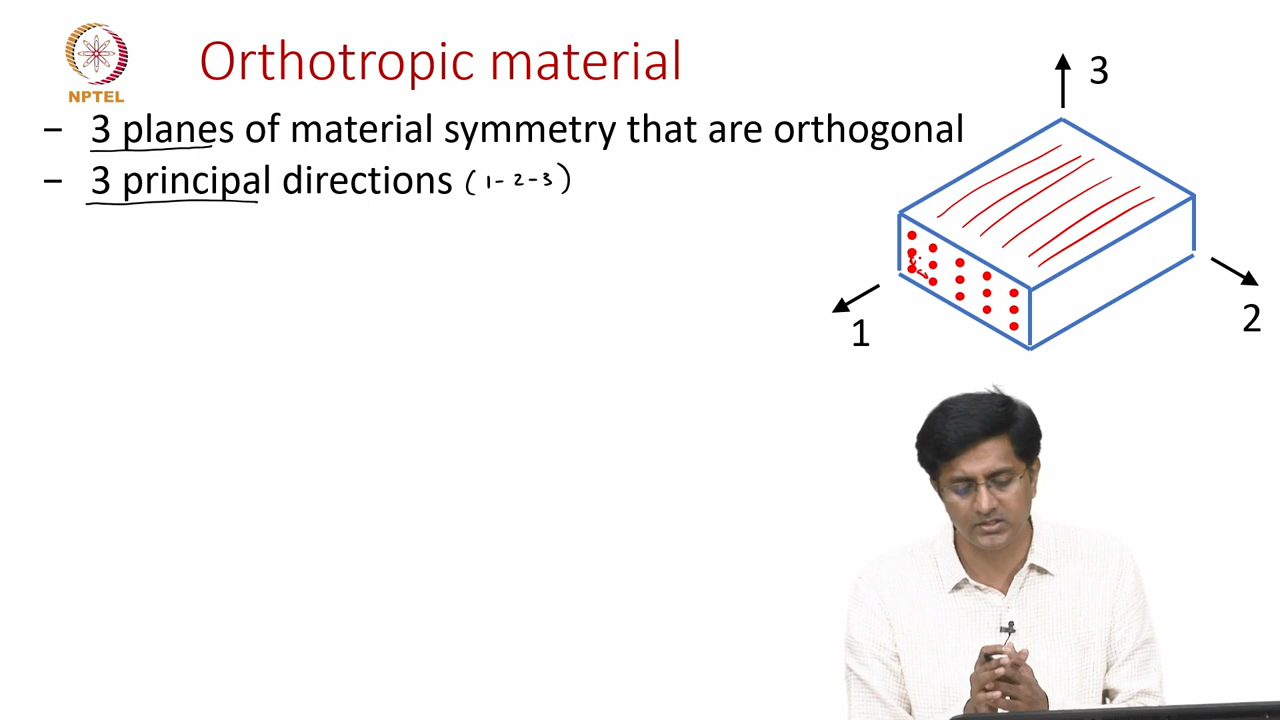 NPTEL
Orthotropic material
– 3 planes of material symmetry that are orthogonal
– 3 principal directions (1-2-3)
3
1
2